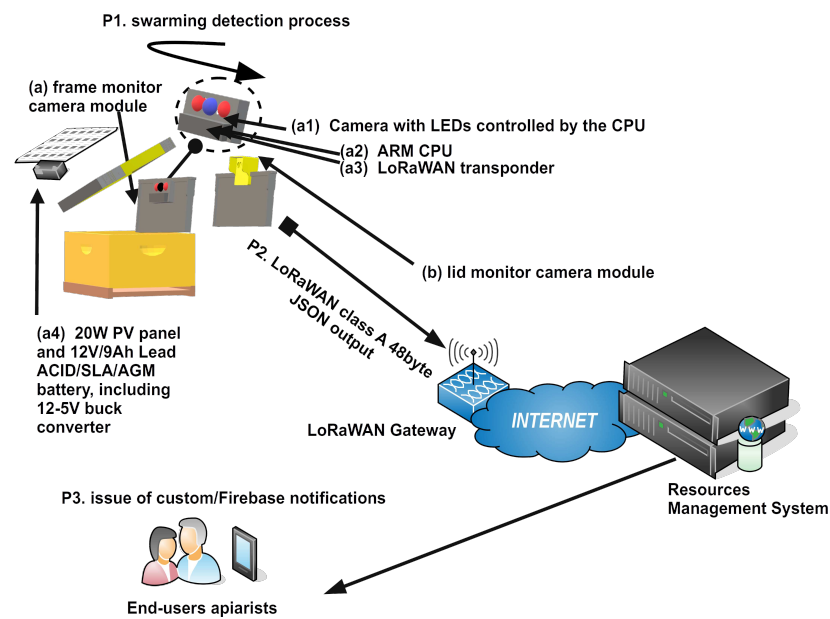 P1. swarming detection process
(a) frame monitor
camera module
(a1) Camera with LEDs controlled by the CPU
(a2) ARM CPU
(a3) LoRaWAN transponder
(b) lid monitor camera module
P2. LoRaWAN class A 48byte
JSON output
(a4) 20W PV panel
and 12V/9Ah Lead
ACID/SLA/AGM
battery, including
12-5V buck
converter
INTERNET
LoRaWAN Gateway
WWW
Resources
Management System
P3. issue of custom/Firebase notifications
End-users apiarists